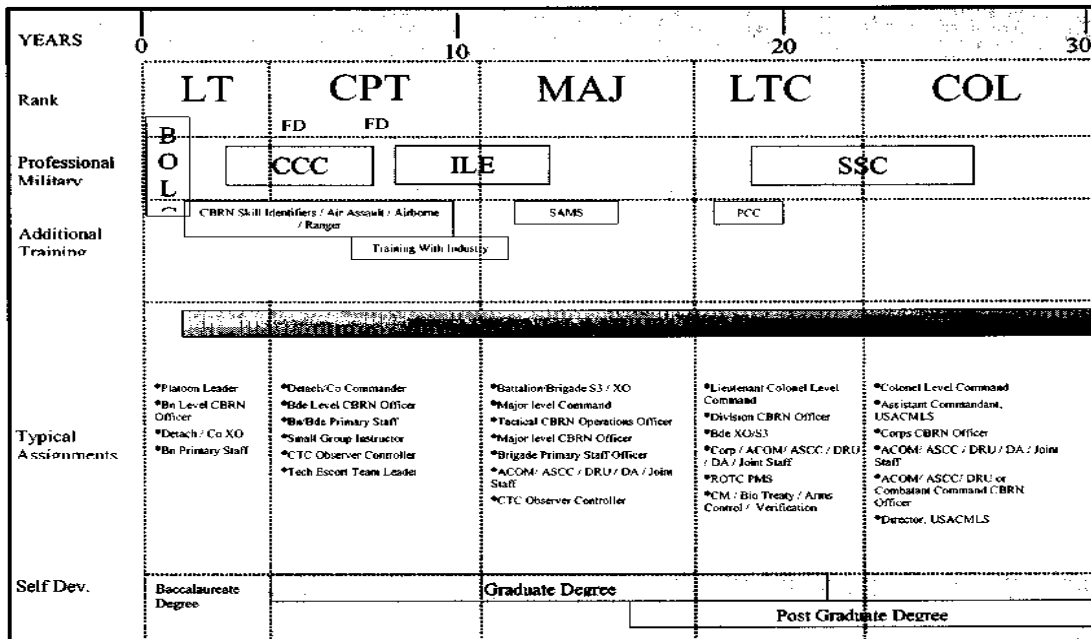 YEARS 0 10 20 30
Rank LT CPT MAJ LTC COL
FD FD
B
O
L
C
Professional
Military
CCC ILE SSC
Additional
Training
CBRN Skill Identifiers / Air Assault / Airborne
/ Ranger
SAMS PCC
Training With Industry
Typical
Assignments
*Platoon Leader
*Bn Level CBRN
Officer
*Detach / Co XO
*Bn Primary Staff
*Detach/Co Commander
*Bde Level CBRN Officer
*Bn/Bde Primary Staff
*Small Group Instructor
*CTC Observer Controller
*Tech Escort Team Leader
*Battalion/Brigade S3 / XO
*Major level Command
*Tactical CBRN Operations Officer
*Major level CBRN Officer
*Brigade Primary Staff Officer
*ACOM/ ASCC / DRU / DA / Joint
Staff
*CTC Observer Controller
*Lieutenant Colonel Level
Command
*Division CBRN Officer
*Bde XO/S3
*Corp / ACOM/ ASCC / DRU
/ DA / Joint Staff
*ROTC PMS
*CM / Bio Treaty / Arms
Control / Verification
*Colonel Level Command
*Assistant Commandant,
USACMLS
*Corps CBRN Officer
*ACOM/ ASCC / DRU / DA / Joint
Staff
*ACOM/ ASCC/ DRU or
Combatant Command CBRN
Officer
*Director, USACMLS
Self Dev.
Baccalaureate
Degree
Graduate Degree
Post Graduate Degree